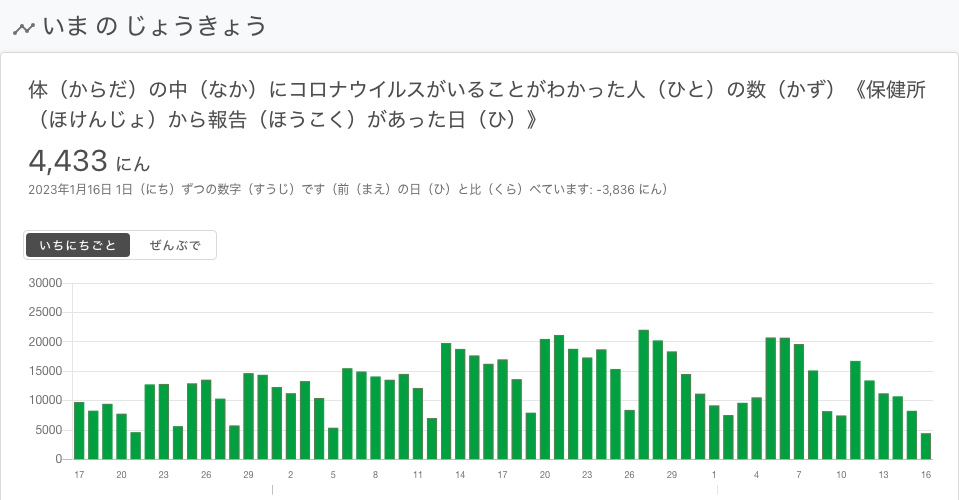 いま の じょうきょう
体（からだ）の中（なか）にコロナウイルスがいることがわかった人（ひと）の数（かず）《保健所
（ほけんじょ）から報告（ほうこく）があった日（ひ）》
4,433 にん
2023年1月16日 1日（にち）ずつの数字（すうじ）です（前（まえ）の日（ひ）と比（くら）べています: -3,836 にん）
いちにちごと ぜんぶで
30000
25000
20000
15000
10000
5000
0
17 20 23 26 29 2 5 8 11 14 17 20 23 26 29 1 4 7 10 13 16